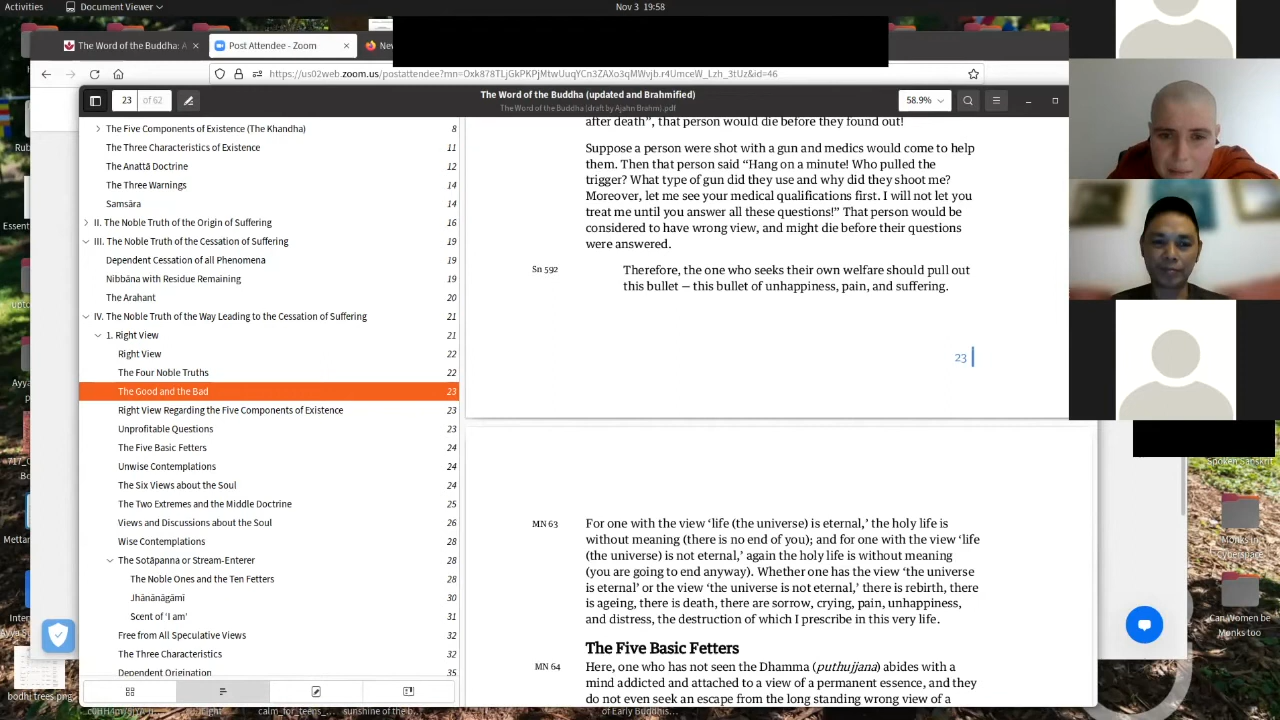 Activities
Document Viewer
Nov 3 19:58
The Word of the Buddha: A
Post Attendee - Zoom
New
https://us02web.zoom.us/postattendee?mn=Oxk878TLjGkPKPjMtwUuqYCn3ZAXo3qMWvjb.r4UmceW_Lzh_3tUz&id=46
23 of 62
The Word of the Buddha (updated and Brahmified)
The Word of the Buddha (draft by Ajahn Brahm).pdf
58.9%
The Five Components of Existence (The Khandha) 8
The Three Characteristics of Existence 11
The Anattā Doctrine 12
The Three Warnings 14
Samsāra 14
II. The Noble Truth of the Origin of Suffering 16
III. The Noble Truth of the Cessation of Suffering 19
Dependent Cessation of all Phenomena 19
Nibbāna with Residue Remaining 19
The Arahant 20
IV. The Noble Truth of the Way Leading to the Cessation of Suffering 21
1. Right View 21
Right View 22
The Four Noble Truths 22
The Good and the Bad 23
Right View Regarding the Five Components of Existence 23
Unprofitable Questions 23
The Five Basic Fetters 24
Unwise Contemplations 24
The Six Views about the Soul 24
The Two Extremes and the Middle Doctrine 25
Views and Discussions about the Soul 26
Wise Contemplations 28
The Sotāpanna or Stream-Enterer 28
The Noble Ones and the Ten Fetters 28
Jhānānāgāmī 30
Scent of ‘I am’ 31
Free from All Speculative Views 32
The Three Characteristics 32
Dependent Origination 35
after death”, that person would die before they found out!
Suppose a person were shot with a gun and medics would come to help
them. Then that person said “Hang on a minute! Who pulled the
trigger? What type of gun did they use and why did they shoot me?
Moreover, let me see your medical qualifications first. I will not let you
treat me until you answer all these questions!” That person would be
considered to have wrong view, and might die before their questions
were answered.
Sn 592
Therefore, the one who seeks their own welfare should pull out
this bullet – this bullet of unhappiness, pain, and suffering.
23
MN 63
For one with the view ‘life (the universe) is eternal,’ the holy life is
without meaning (there is no end of you); and for one with the view ‘life
(the universe) is not eternal,’ again the holy life is without meaning
(you are going to end anyway). Whether one has the view ‘the universe
is eternal’ or the view ‘the universe is not eternal,’ there is rebirth, there
is ageing, there is death, there are sorrow, crying, pain, unhappiness,
and distress, the destruction of which I prescribe in this very life.
The Five Basic Fetters
MN 64
Here, one who has not seen the Dhamma (puthujjana) abides with a
mind addicted and attached to a view of a permanent essence, and they
do not even seek an escape from the long standing wrong view of a
Monks in
Cyberspace
Can Women be
Monks too
calm_for_teens_...
sunshine of the b...
of Early Buddhis...